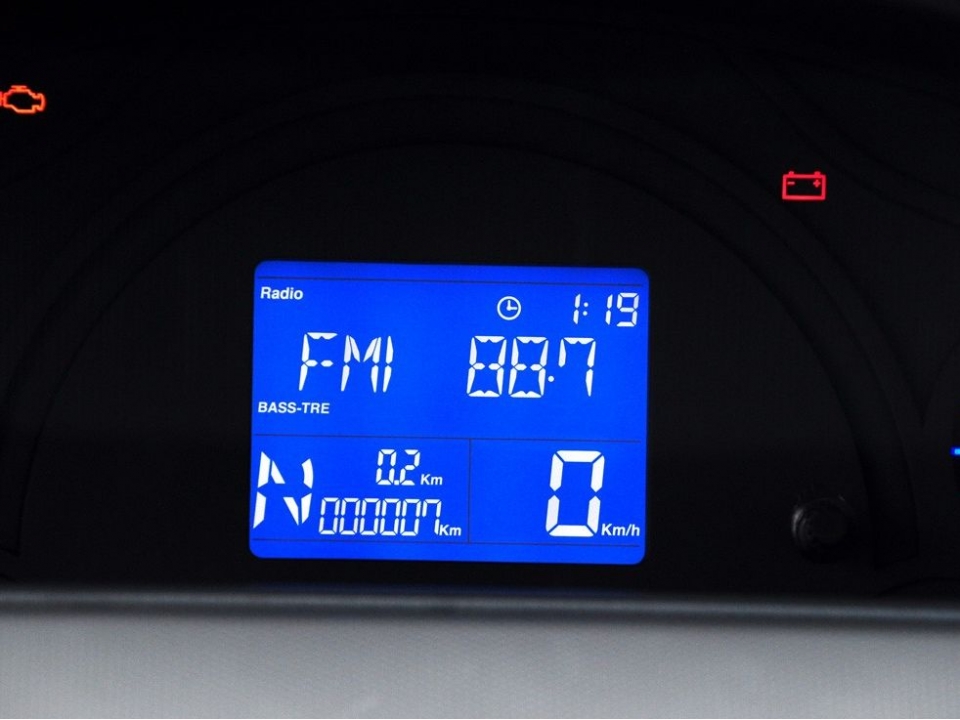 Radio 1:19
FM1 88.7
BASS-TRE
N 0.2 Km
000007 Km
0 Km/h